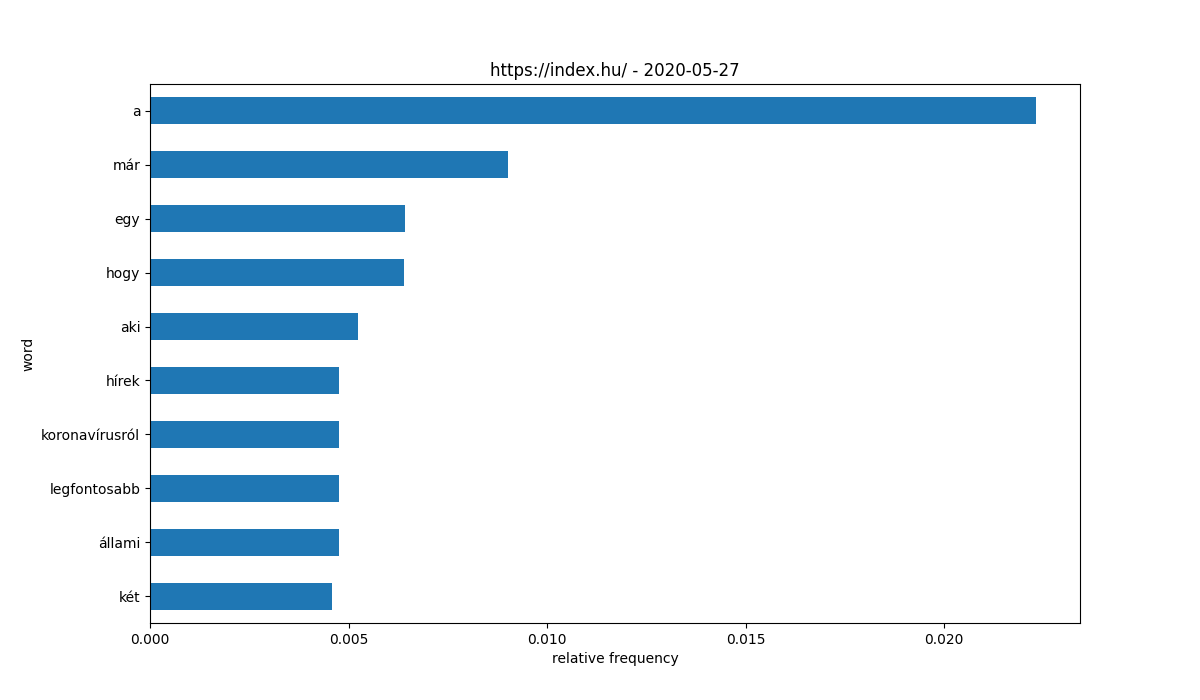 https://index.hu/ - 2020-05-27
a
már
egy
hogy
aki
hírek
koronavírusról
legfontosabb
állami
két
word
0.000 0.005 0.010 0.015 0.020
relative frequency